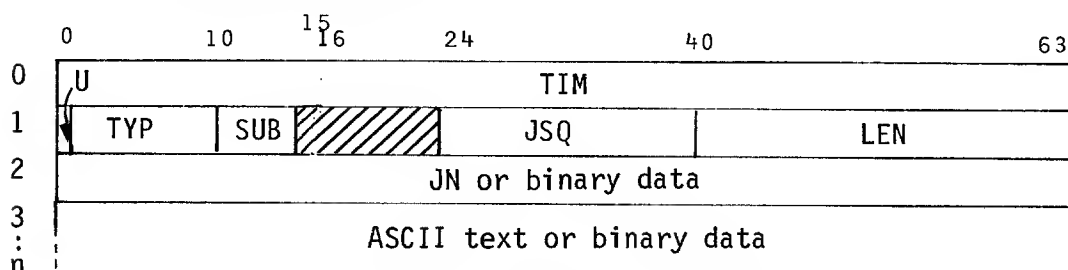 0 10 15 16 24 40 63
0 U TIM
1 TYP SUB JSQ LEN
2 JN or binary data
3 ASCII text or binary data
:
n